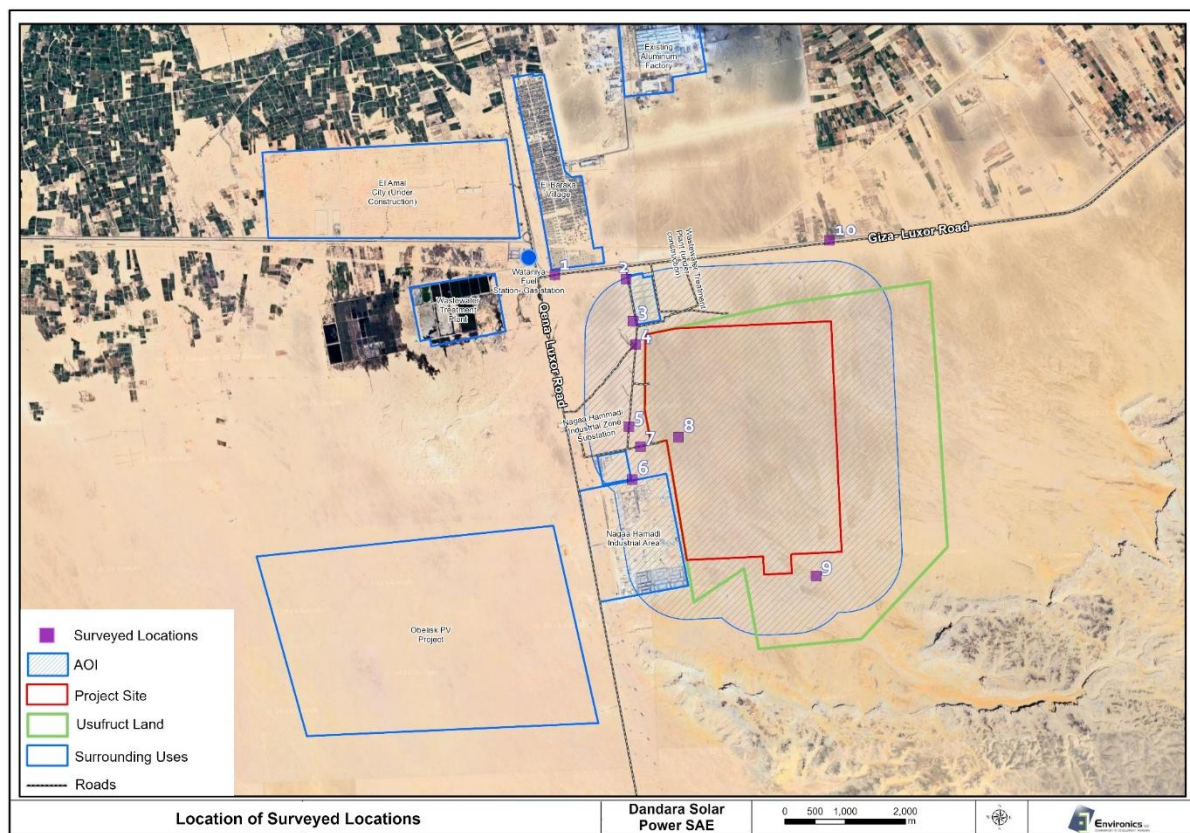 Existing
Aluminum
Factory
El Amal
City (Under
Construction)
El Baraka
Village
10
Giza- Luxor Road
Wastewater Treatment
Plant (under
construction)
1
2
Wataniya
Fuel
Station- Gas station
Wastewater
Treatment
Plant
3
4
Qena- Luxor Road
Nagaa Hammadi
Industrial Zone
Substation
5
8
7
6
Nagaa Hamadi
Industrial Area
9
Obelisk PV
Project
Surveyed Locations
AOI
Project Site
Usufruct Land
Surrounding Uses
Roads
Location of Surveyed Locations
Dandara Solar
Power SAE
0 500 1,000 2,000
m
Environics